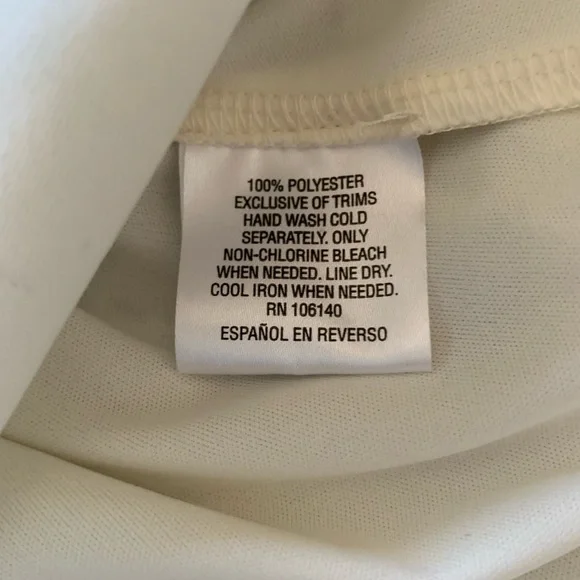 100% POLYESTER
EXCLUSIVE OF TRIMS
HAND WASH COLD
SEPARATELY. ONLY
NON-CHLORINE BLEACH
WHEN NEEDED. LINE DRY.
COOL IRON WHEN NEEDED.
RN 106140
ESPAÑOL EN REVERSO